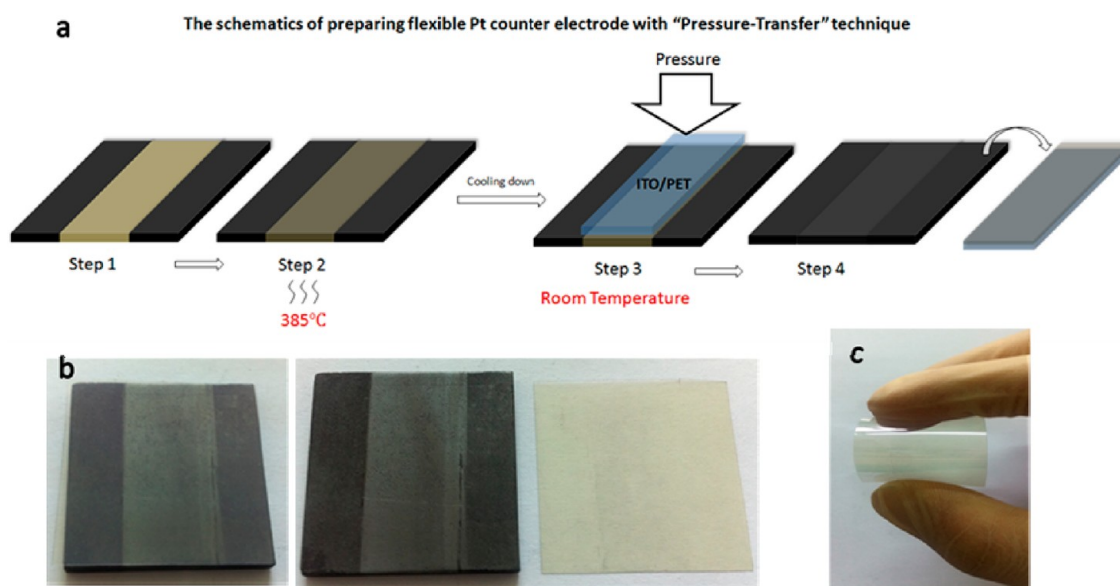 The schematics of preparing flexible Pt counter electrode with “Pressure-Transfer” technique
a
Pressure
Cooling down
ITO/PET
Step 1
Step 2
Step 3
Step 4
385℃
Room Temperature
b
c